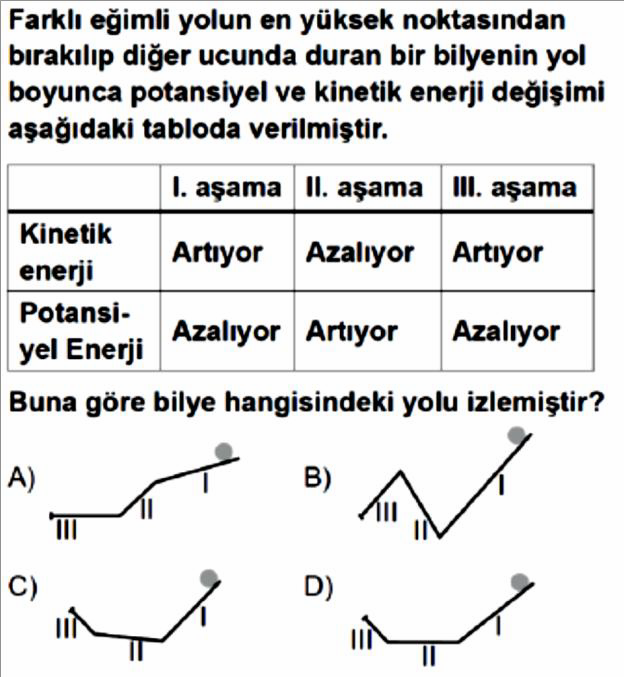 Farklı eğimli yolun en yüksek noktasından
bırakılıp diğer ucunda duran bir bilyenin yol
boyunca potansiyel ve kinetik enerji değişimi
aşağıdaki tabloda verilmiştir.
I. aşama II. aşama III. aşama
Kinetik
enerji
Artıyor Azalıyor Artıyor
Potansi-
yel Enerji
Azalıyor Artıyor Azalıyor
Buna göre bilye hangisindeki yolu izlemiştir?
A)
I
II
III
B)
I
III
II
C)
I
III
II
D)
I
III
II